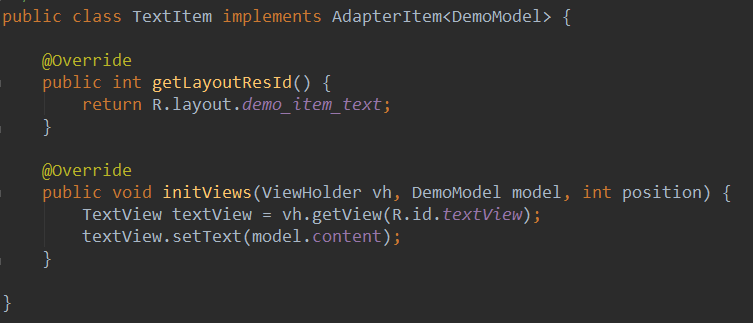 public class TextItem implements AdapterItem<DemoModel> {
@Override
public int getLayoutResId() {
return R.layout.demo_item_text;
}
@Override
public void initViews(ViewHolder vh, DemoModel model, int position) {
TextView textView = vh.getView(R.id.textView);
textView.setText(model.content);
}
}